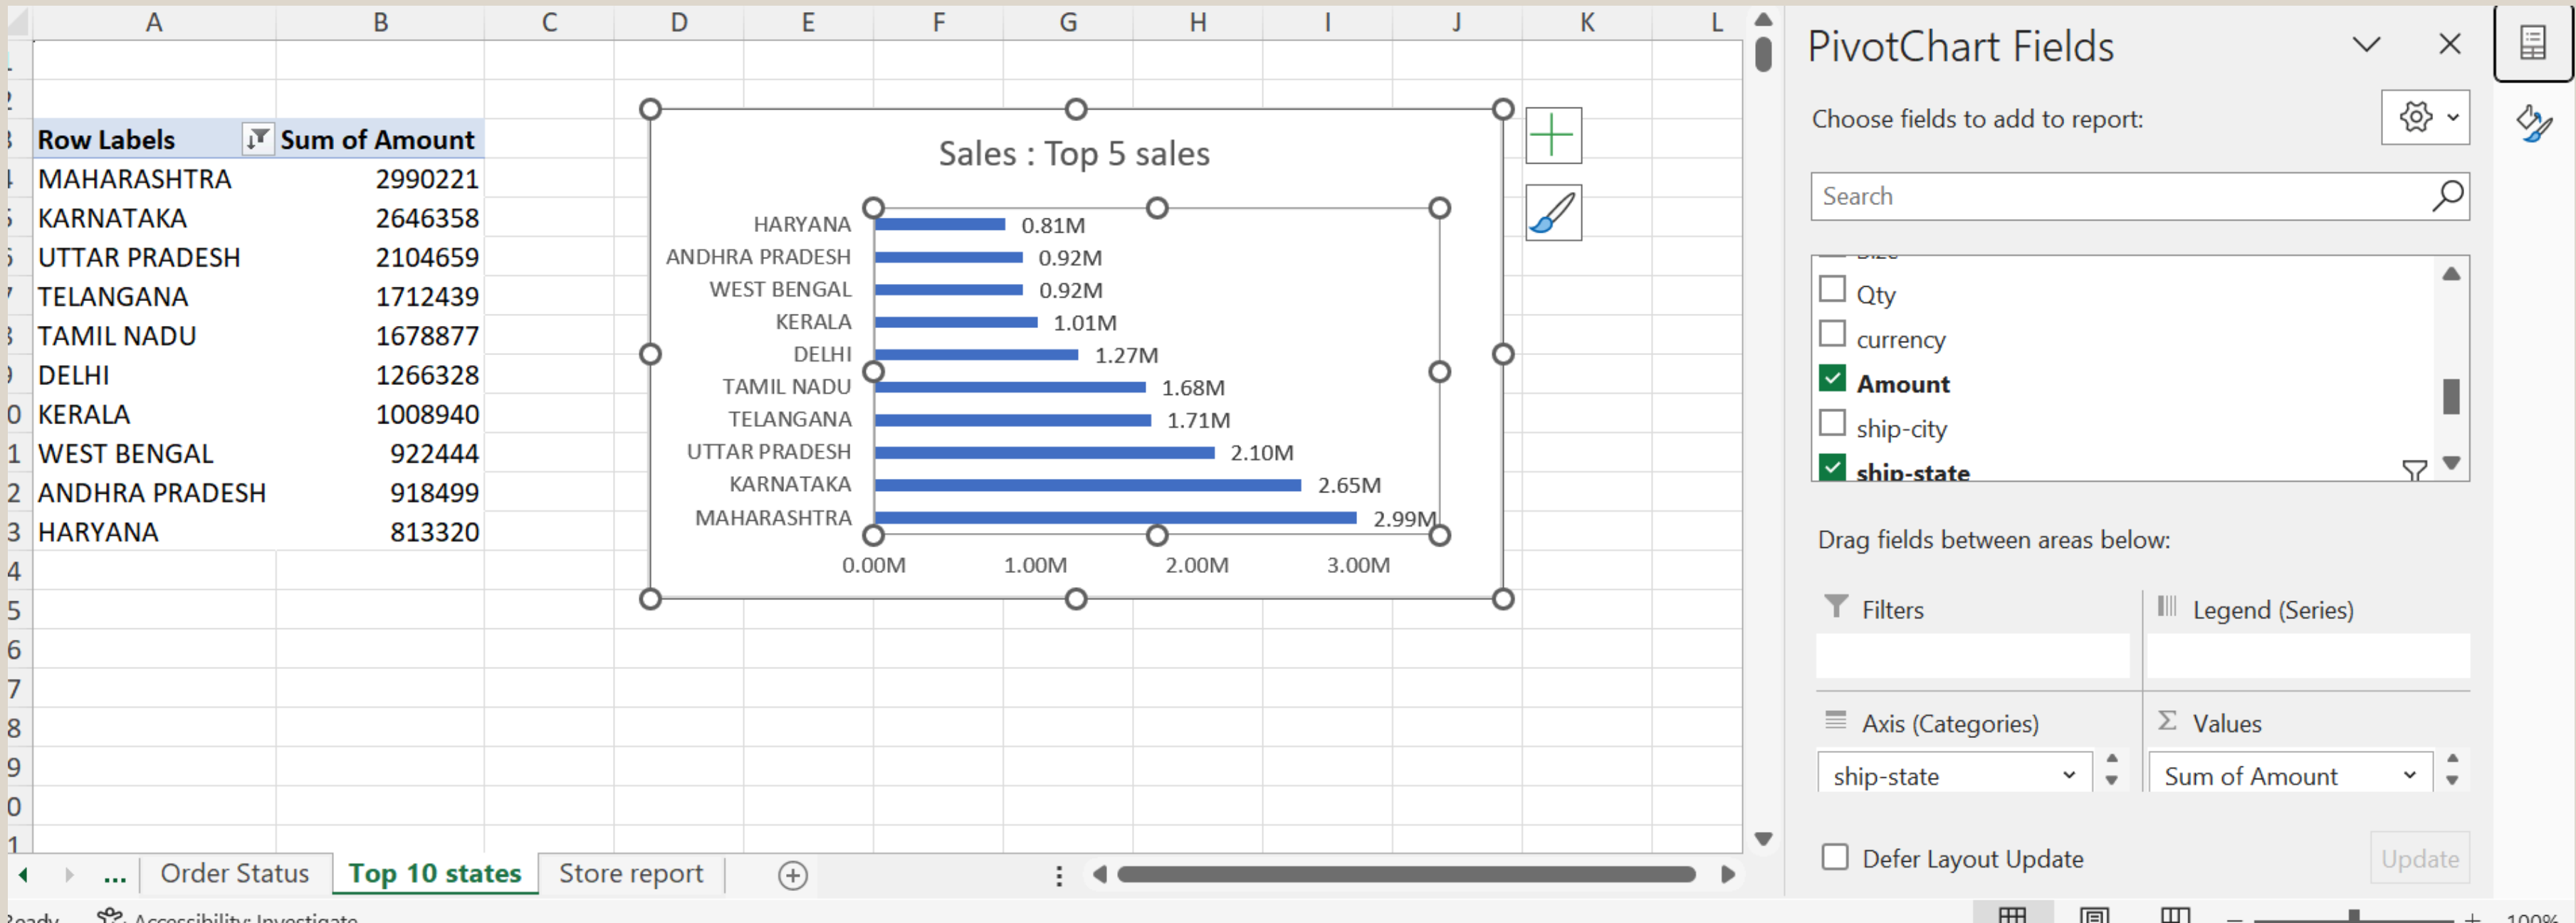 A B C D E F G H I J K L
Row Labels Sum of Amount
MAHARASHTRA 2990221
KARNATAKA 2646358
UTTAR PRADESH 2104659
TELANGANA 1712439
TAMIL NADU 1678877
DELHI 1266328
KERALA 1008940
WEST BENGAL 922444
ANDHRA PRADESH 918499
HARYANA 813320
Sales : Top 5 sales
HARYANA 0.81M
ANDHRA PRADESH 0.92M
WEST BENGAL 0.92M
KERALA 1.01M
DELHI 1.27M
TAMIL NADU 1.68M
TELANGANA 1.71M
UTTAR PRADESH 2.10M
KARNATAKA 2.65M
MAHARASHTRA 2.99M
0.00M 1.00M 2.00M 3.00M
... Order Status Top 10 states Store report
Accessibility: Investigate
PivotChart Fields
Choose fields to add to report:
Search
Qty
currency
Amount
ship-city
ship-state
Drag fields between areas below:
Filters Legend (Series)
Axis (Categories) Σ Values
ship-state Sum of Amount
Defer Layout Update Update
100%